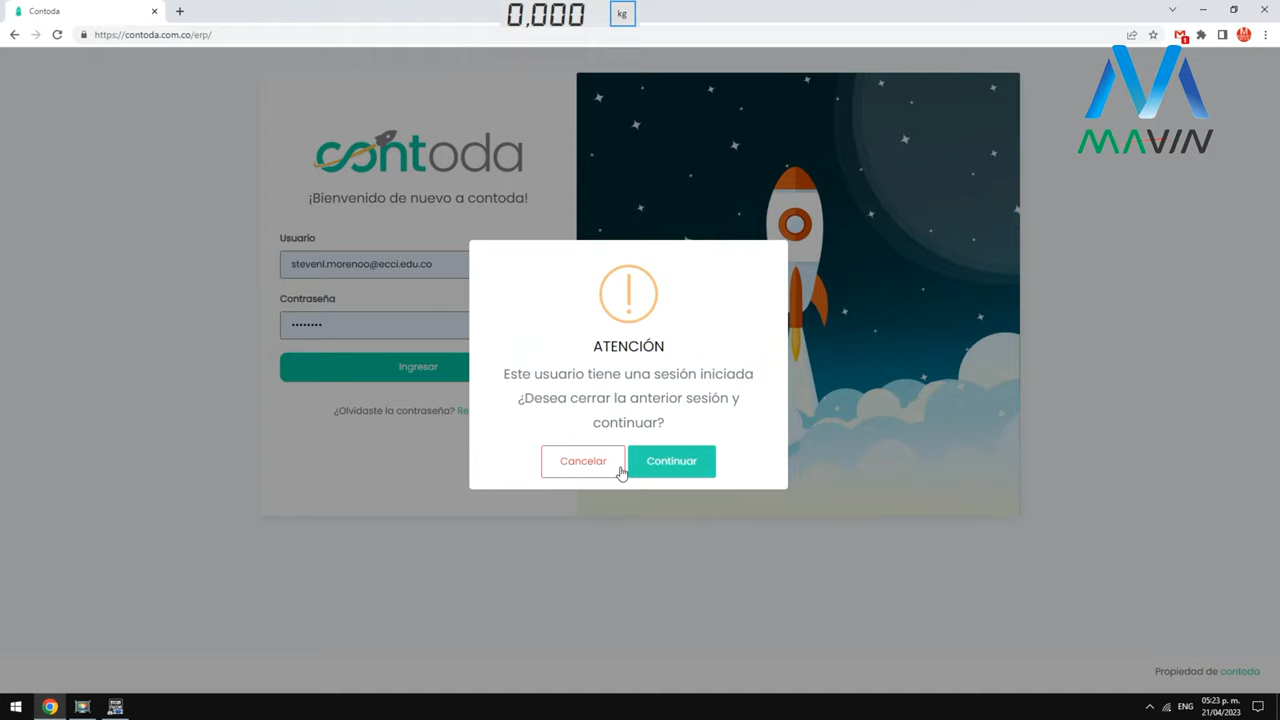 Contoda
0,000 kg
https://contoda.com.co/erp/
MAVIN
contoda
¡Bienvenido de nuevo a contoda!
Usuario
stevenl.morenoo@ecci.edu.co
Contraseña
••••••••
Ingresar
¿Olvidaste la contraseña? Re
ATENCIÓN
Este usuario tiene una sesión iniciada
¿Desea cerrar la anterior sesión y
continuar?
Cancelar
Continuar
Propiedad de contoda
ENG
05:23 p. m.
21/04/2023